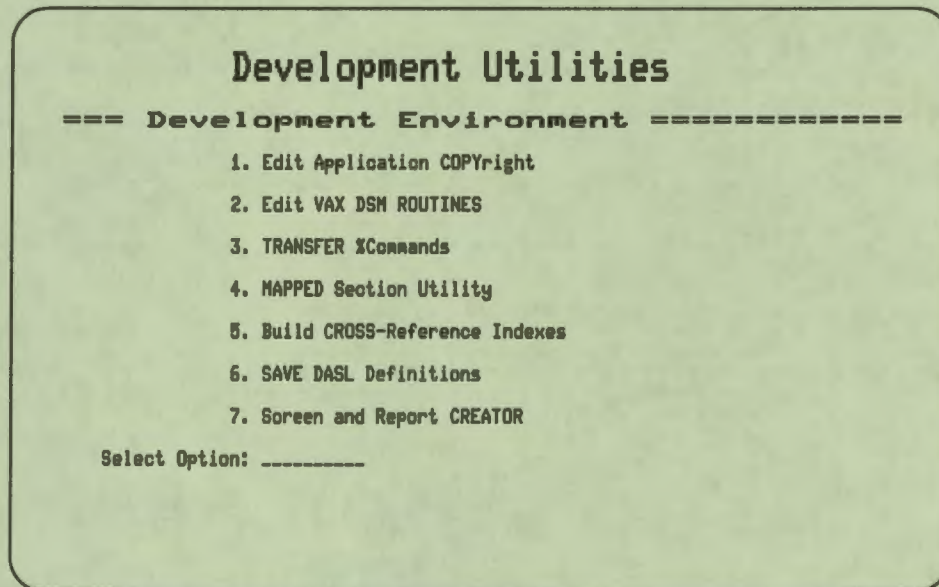 Development Utilities
=== Development Environment ============
1. Edit Application COPYright
2. Edit VAX DSM ROUTINES
3. TRANSFER %Commands
4. MAPPED Section Utility
5. Build CROSS-Reference Indexes
6. SAVE DASL Definitions
7. Screen and Report CREATOR
Select Option: __________